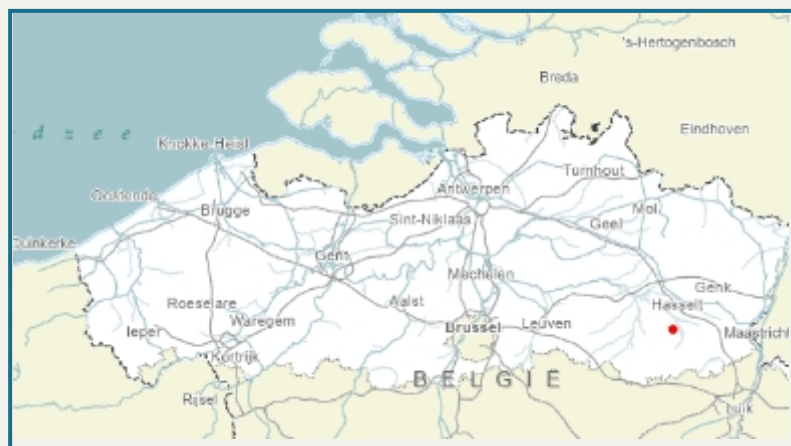 's-Hertogenbosch
Breda
dzee
Eindhoven
Knokke-Heist
Turnhout
Antwerpen
Oostende
Mol
Brugge
Sint-Niklaas
Geel
Duinkerke
Gent
Mechelen
Genk
Roeselare
Aalst
Hasselt
Waregem
Ieper
Brussel
Leuven
Maastricht
Kortrijk
BELGIË
Rijsel
Luik